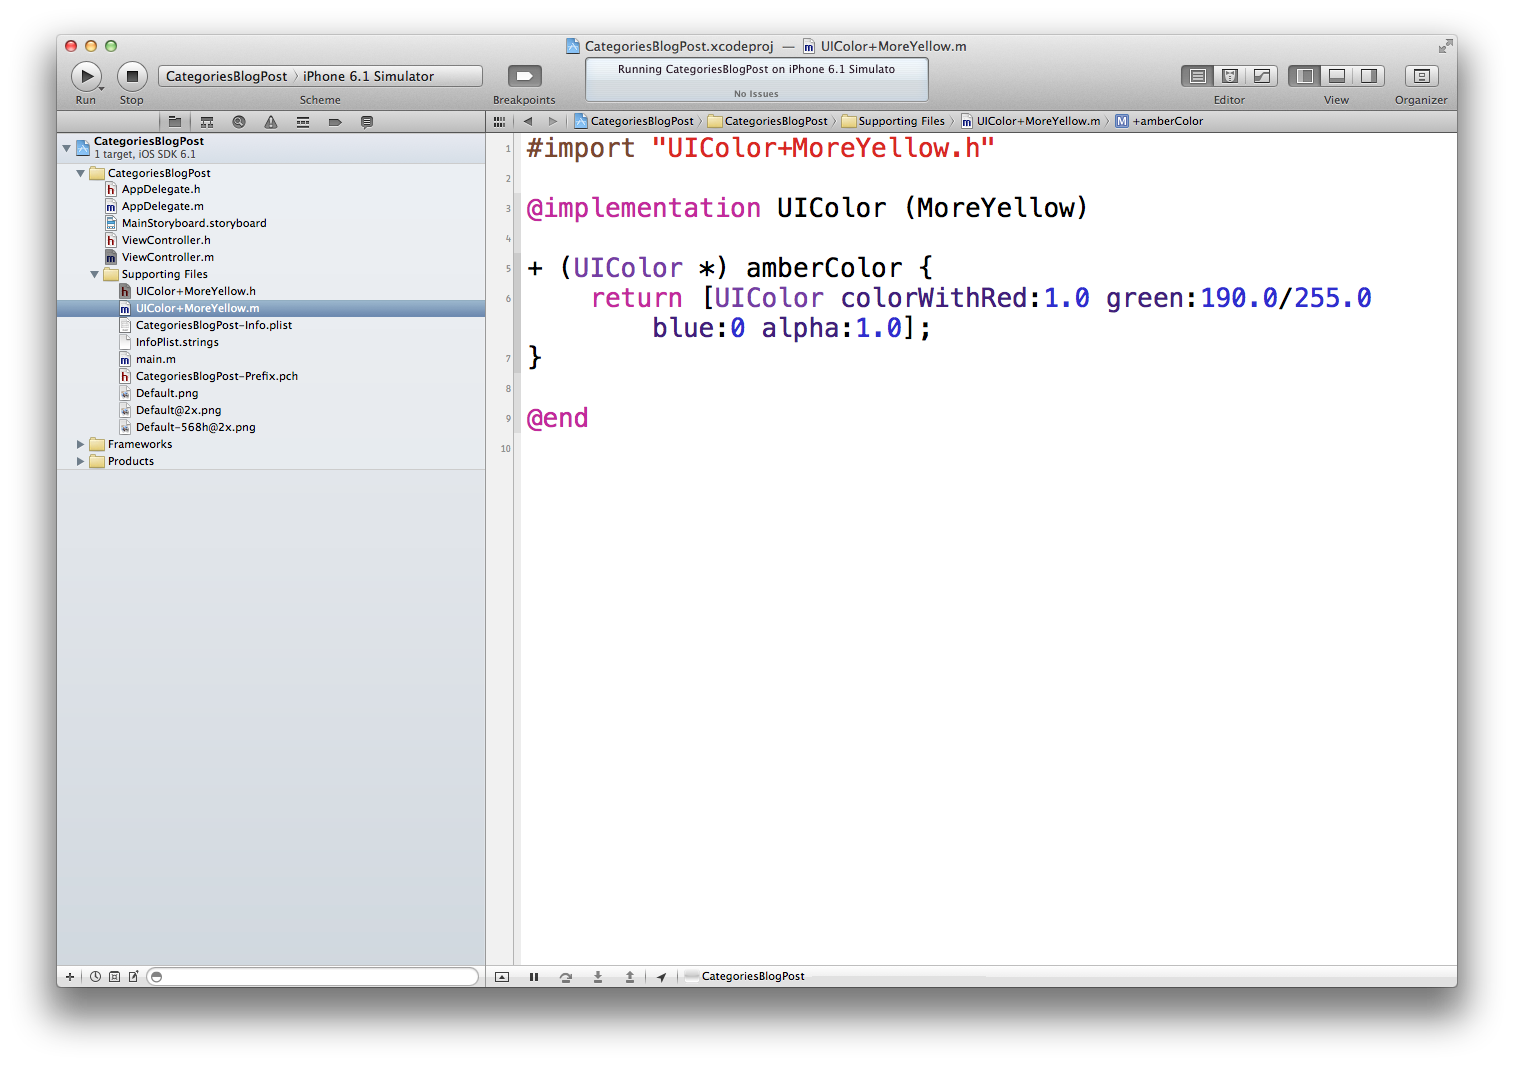 CategoriesBlogPost.xcodeproj — UIColor+MoreYellow.m
CategoriesBlogPost 〉 iPhone 6.1 Simulator
Running CategoriesBlogPost on iPhone 6.1 Simulato
No Issues
Run Stop Scheme Breakpoints Editor View Organizer
CategoriesBlogPost 〉 CategoriesBlogPost 〉 Supporting Files 〉 m UIColor+MoreYellow.m 〉 M +amberColor
CategoriesBlogPost
1 target, iOS SDK 6.1
CategoriesBlogPost
h AppDelegate.h
m AppDelegate.m
MainStoryboard.storyboard
h ViewController.h
m ViewController.m
Supporting Files
h UIColor+MoreYellow.h
m UIColor+MoreYellow.m
CategoriesBlogPost-Info.plist
InfoPlist.strings
m main.m
h CategoriesBlogPost-Prefix.pch
Default.png
Default@2x.png
Default-568h@2x.png
Frameworks
Products
1 #import "UIColor+MoreYellow.h"
2
3 @implementation UIColor (MoreYellow)
4
5 + (UIColor *) amberColor {
6 return [UIColor colorWithRed:1.0 green:190.0/255.0
blue:0 alpha:1.0];
7 }
8
9 @end
10
CategoriesBlogPost